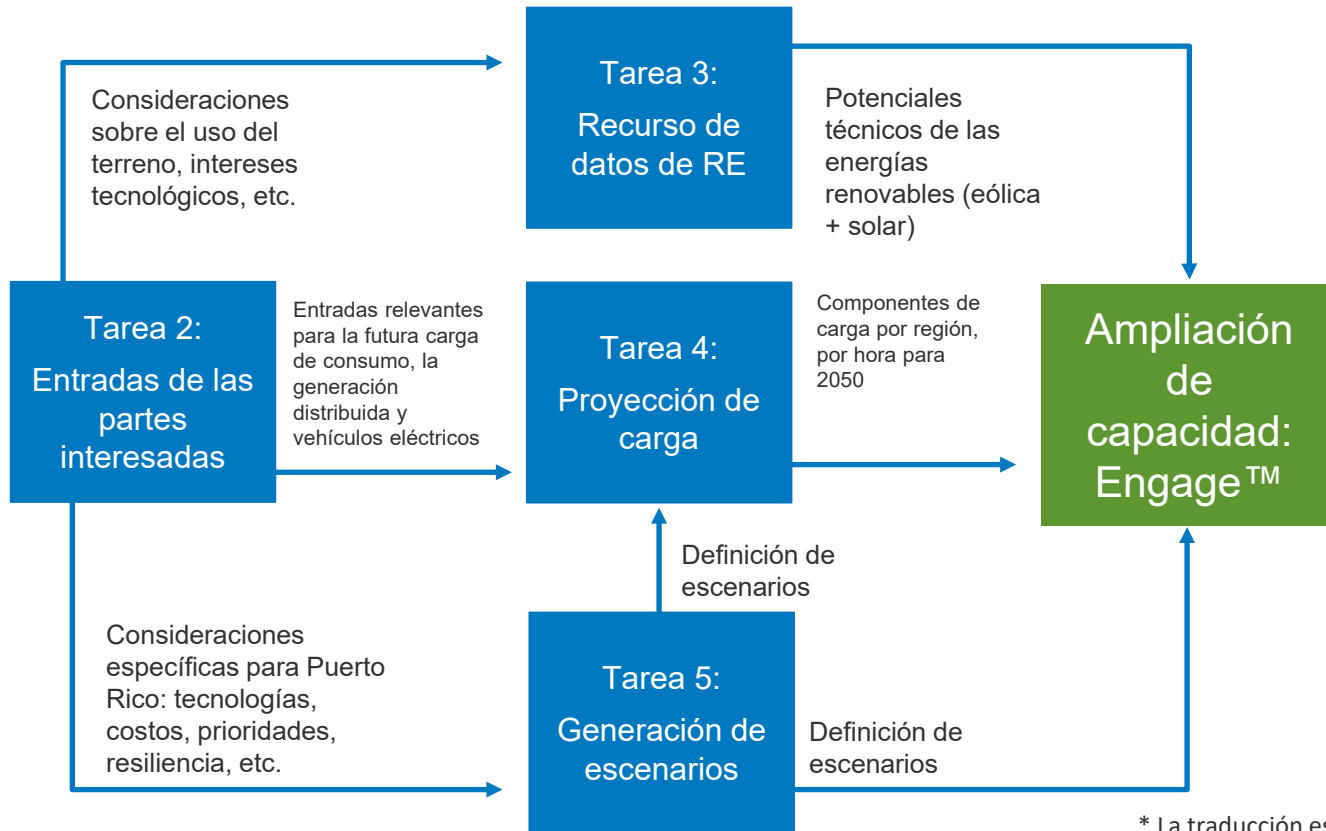 Tarea 3:
Recurso de
datos de RE
Consideraciones
sobre el uso del
terreno, intereses
tecnológicos, etc.
Potenciales
técnicos de las
energías
renovables (eólica
+ solar)
Tarea 2:
Entradas de las
partes
interesadas
Entradas relevantes
para la futura carga
de consumo, la
generación
distribuida y
vehículos eléctricos
Tarea 4:
Proyección de
carga
Componentes de
carga por región,
por hora para
2050
Ampliación
de
capacidad:
Engage™
Definición de
escenarios
Consideraciones
específicas para Puerto
Rico: tecnologías,
costos, prioridades,
resiliencia, etc.
Tarea 5:
Generación de
escenarios
Definición de
escenarios
* La traducción es